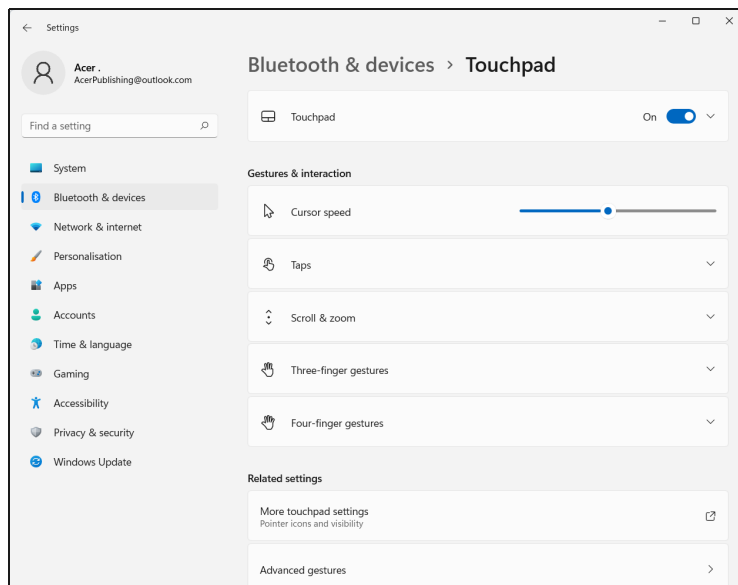 Settings
Acer .
AcerPublishing@outlook.com
Find a setting
System
Bluetooth & devices
Network & internet
Personalisation
Apps
Accounts
Time & language
Gaming
Accessibility
Privacy & security
Windows Update
Bluetooth & devices › Touchpad
Touchpad
On
Gestures & interaction
Cursor speed
Taps
Scroll & zoom
Three-finger gestures
Four-finger gestures
Related settings
More touchpad settings
Pointer icons and visibility
Advanced gestures